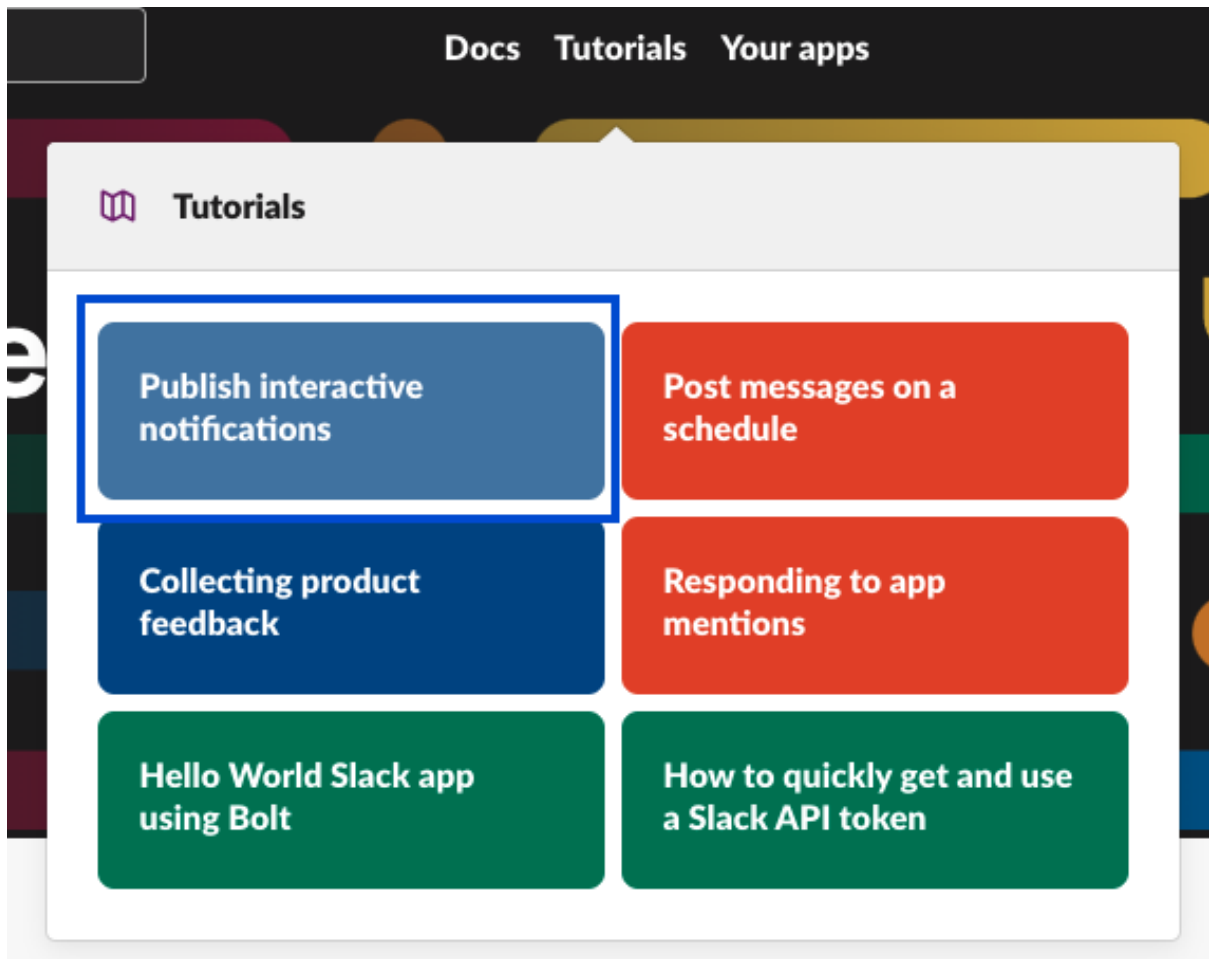 Docs Tutorials Your apps
Tutorials
Publish interactive
notifications
Post messages on a
schedule
Collecting product
feedback
Responding to app
mentions
Hello World Slack app
using Bolt
How to quickly get and use
a Slack API token